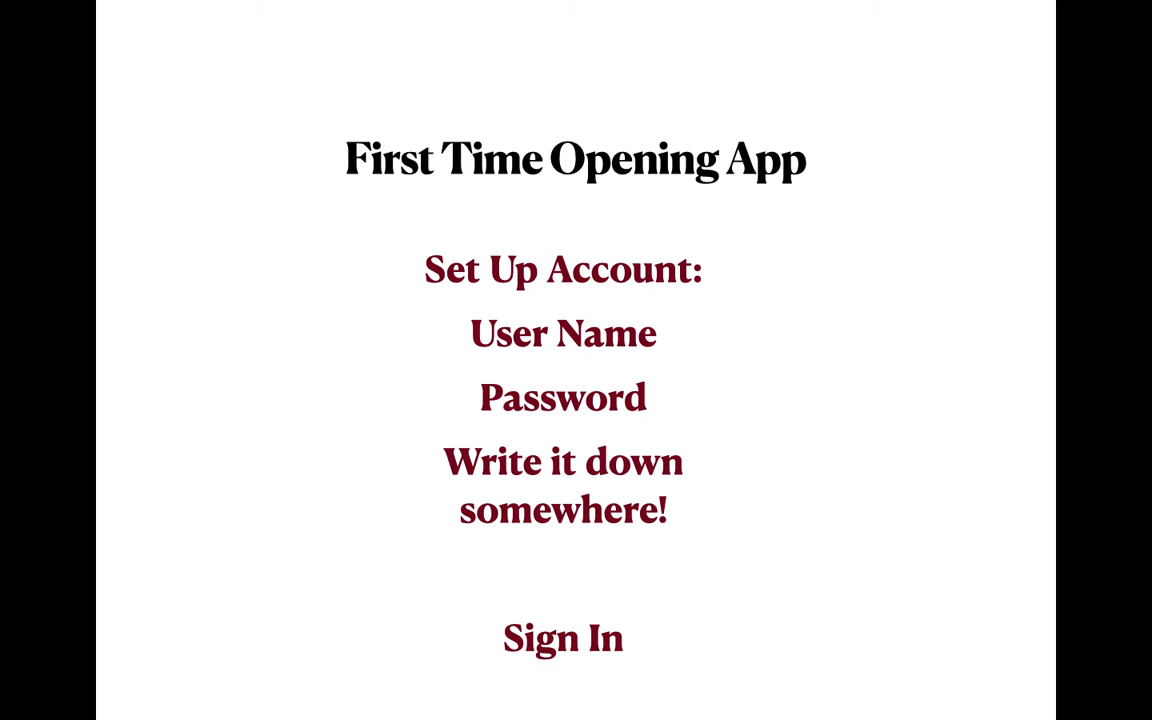 First Time Opening App
Set Up Account:
User Name
Password
Write it down
somewhere!
Sign In